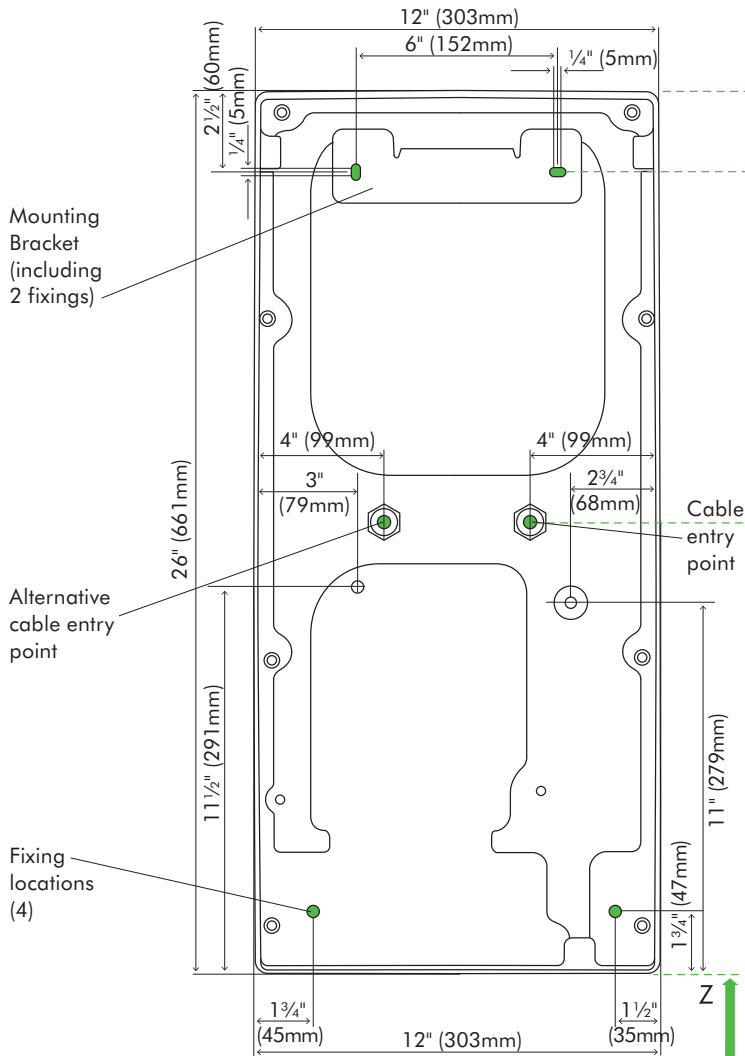 12" (303mm)
6" (152mm)
¼" (5mm)
2½" (60mm)
¼" (5mm)
Mounting
Bracket
(including
2 fixings)
4" (99mm)
4" (99mm)
3"
(79mm)
2¾"
(68mm)
26" (661mm)
Cable
entry
point
Alternative
cable entry
point
11½" (291mm)
11" (279mm)
Fixing
locations
(4)
1¾" (47mm)
Z
1¾"
(45mm)
1½"
(35mm)
12" (303mm)